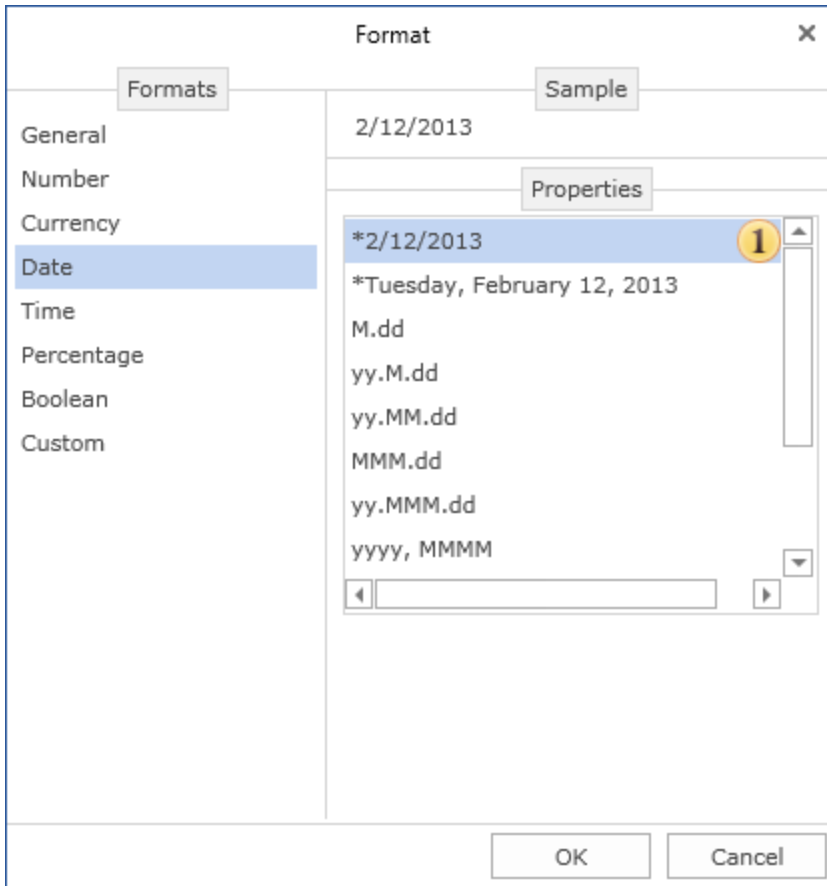 Format
Formats
General
Number
Currency
Date
Time
Percentage
Boolean
Custom
Sample
2/12/2013
Properties
*2/12/2013 1
*Tuesday, February 12, 2013
M.dd
yy.M.dd
yy.MM.dd
MMM.dd
yy.MMM.dd
yyyy, MMMM
OK Cancel